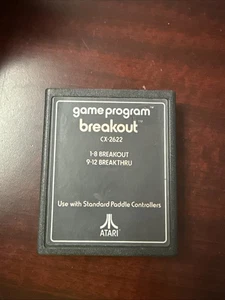 game program™
breakout™
CX-2622
1-8 BREAKOUT
9-12 BREAKTHRU
Use with Standard Paddle Controllers
ATARI